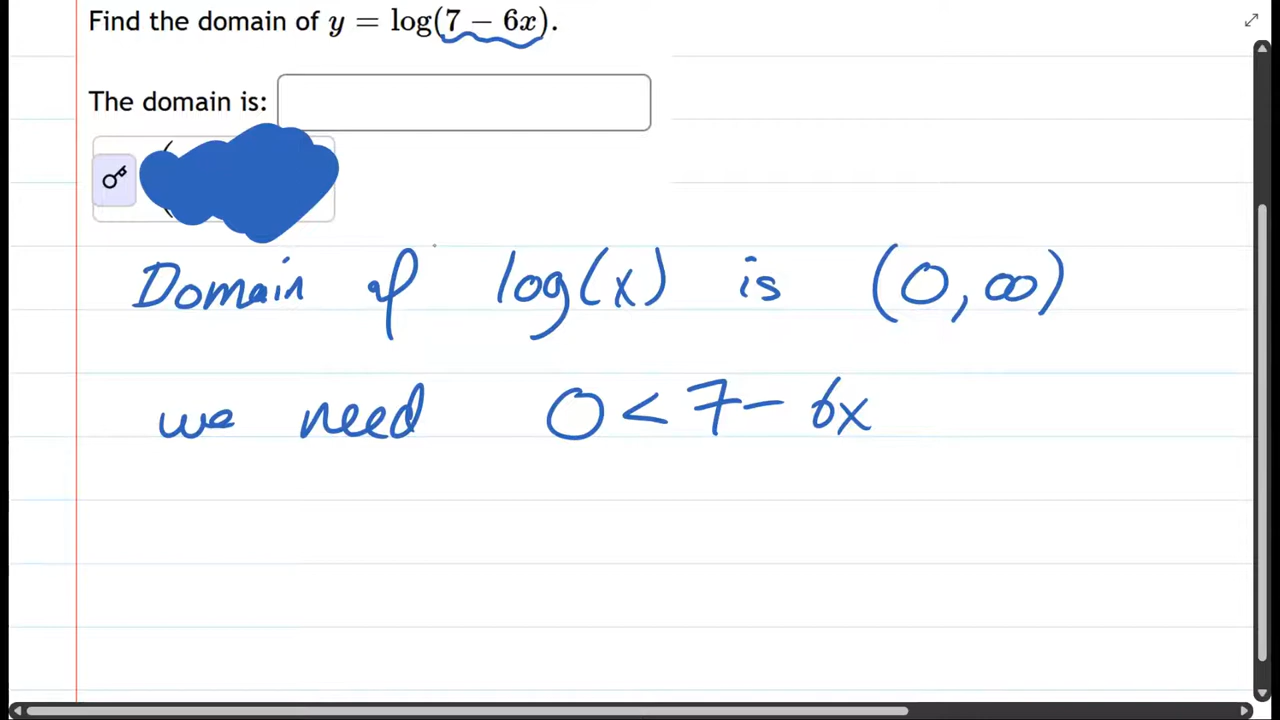 Find the domain of y = log(7 − 6x).
The domain is:
Domain of log(x) is (0, ∞)
we need 0 < 7 − 6x